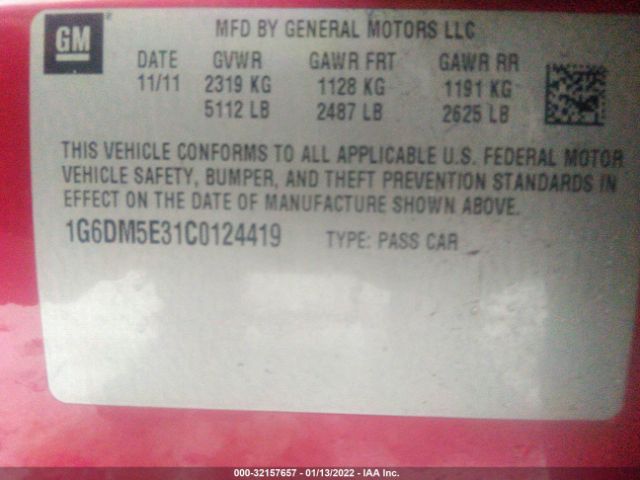 GM
MFD BY GENERAL MOTORS LLC
DATE GVWR GAWR FRT GAWR RR
11/11 2319 KG 1128 KG 1191 KG
5112 LB 2487 LB 2625 LB
THIS VEHICLE CONFORMS TO ALL APPLICABLE U.S. FEDERAL MOTOR
VEHICLE SAFETY, BUMPER, AND THEFT PREVENTION STANDARDS IN
EFFECT ON THE DATE OF MANUFACTURE SHOWN ABOVE.
1G6DM5E31C0124419 TYPE: PASS CAR
000-32157657 - 01/13/2022 - IAA Inc.